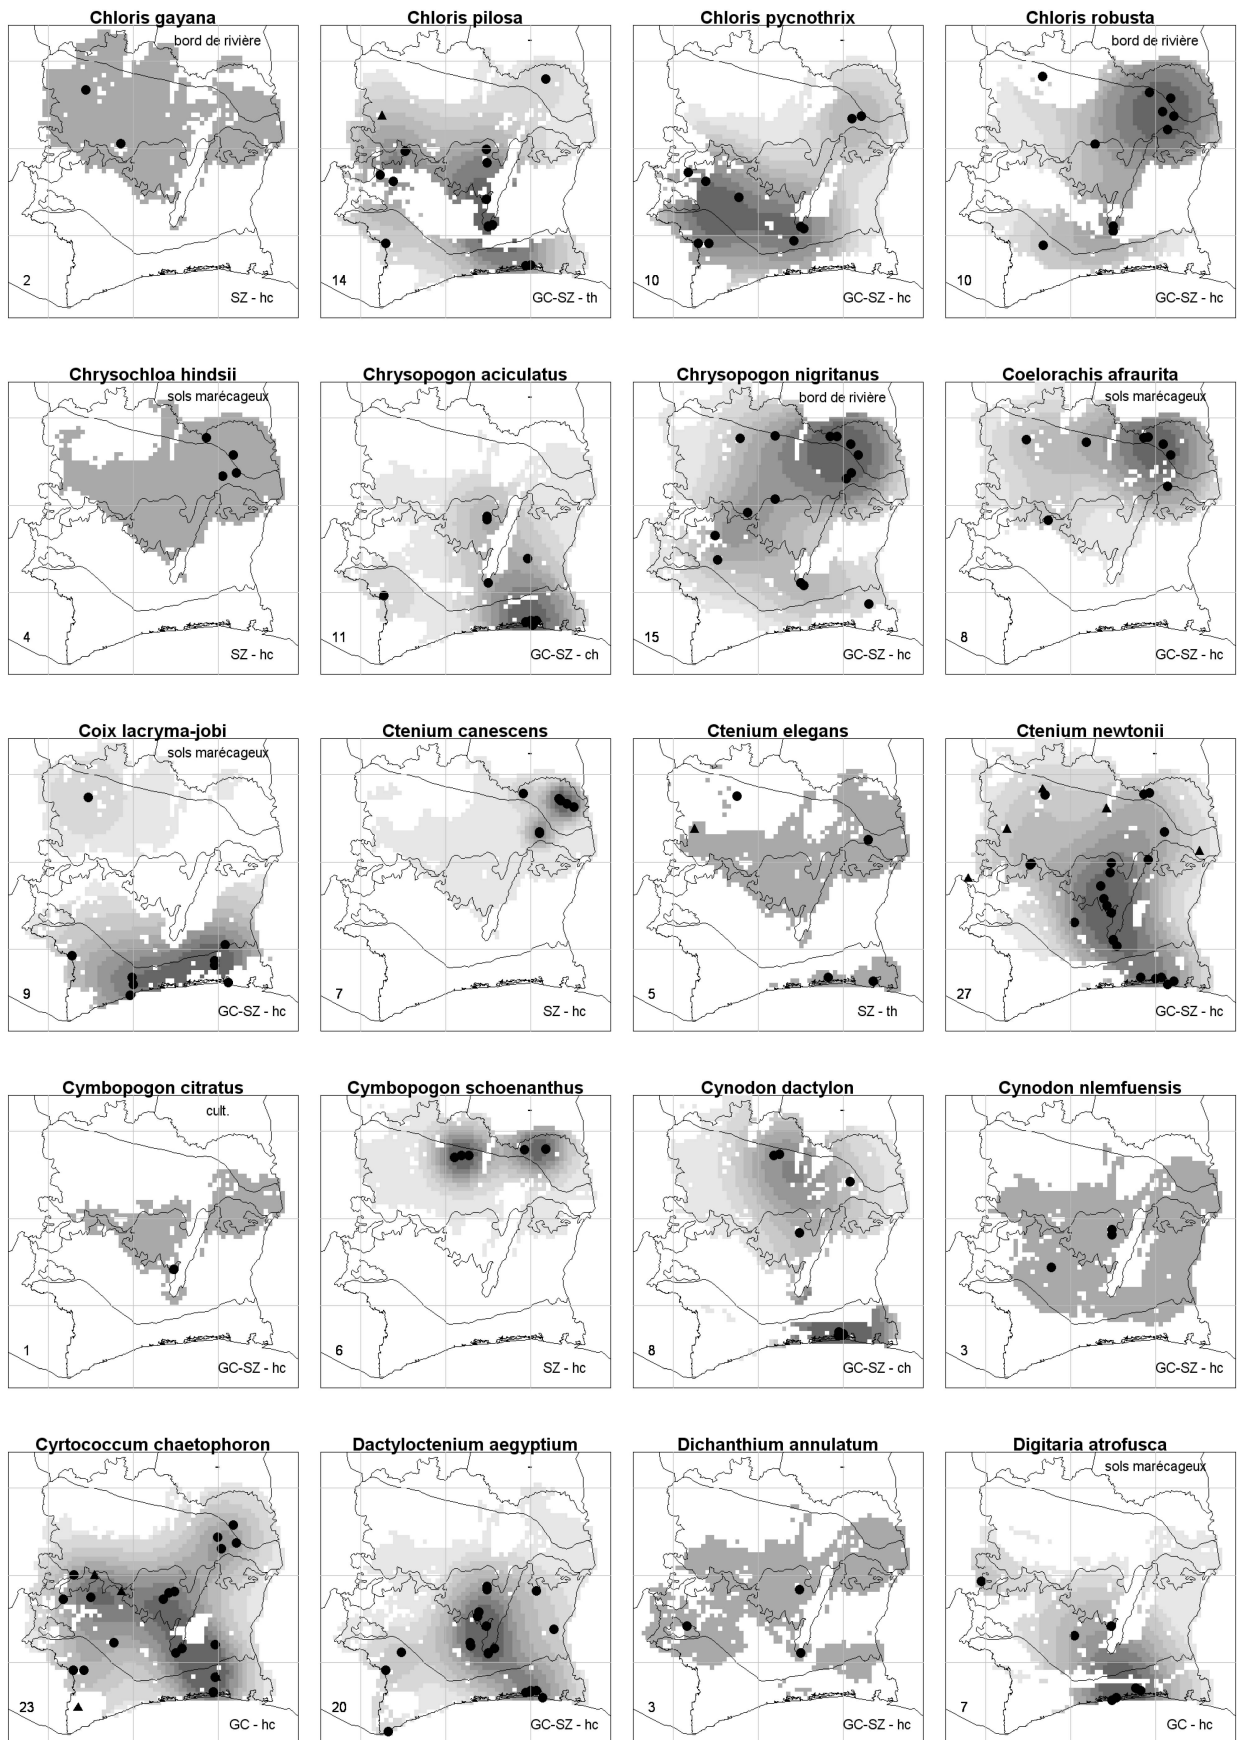 Chloris gayana
bord de rivière
2
SZ - hc
Chloris pilosa
14
GC-SZ - th
Chloris pycnothrix
10
GC-SZ - hc
Chloris robusta
bord de rivière
10
GC-SZ - hc
Chrysochloa hindsii
sols marécageux
4
SZ - hc
Chrysopogon aciculatus
11
GC-SZ - ch
Chrysopogon nigritanus
bord de rivière
15
GC-SZ - hc
Coelorachis afraurita
sols marécageux
8
GC-SZ - hc
Coix lacryma-jobi
sols marécageux
9
GC-SZ - hc
Ctenium canescens
7
SZ - hc
Ctenium elegans
5
SZ - th
Ctenium newtonii
27
GC-SZ - hc
Cymbopogon citratus
cult.
1
GC-SZ - hc
Cymbopogon schoenanthus
6
SZ - hc
Cynodon dactylon
8
GC-SZ - ch
Cynodon nlemfuensis
3
GC-SZ - hc
Cyrtococcum chaetophoron
23
GC - hc
Dactyloctenium aegyptium
20
GC-SZ - hc
Dichanthium annulatum
3
GC-SZ - hc
Digitaria atrofusca
sols marécageux
7
GC - hc